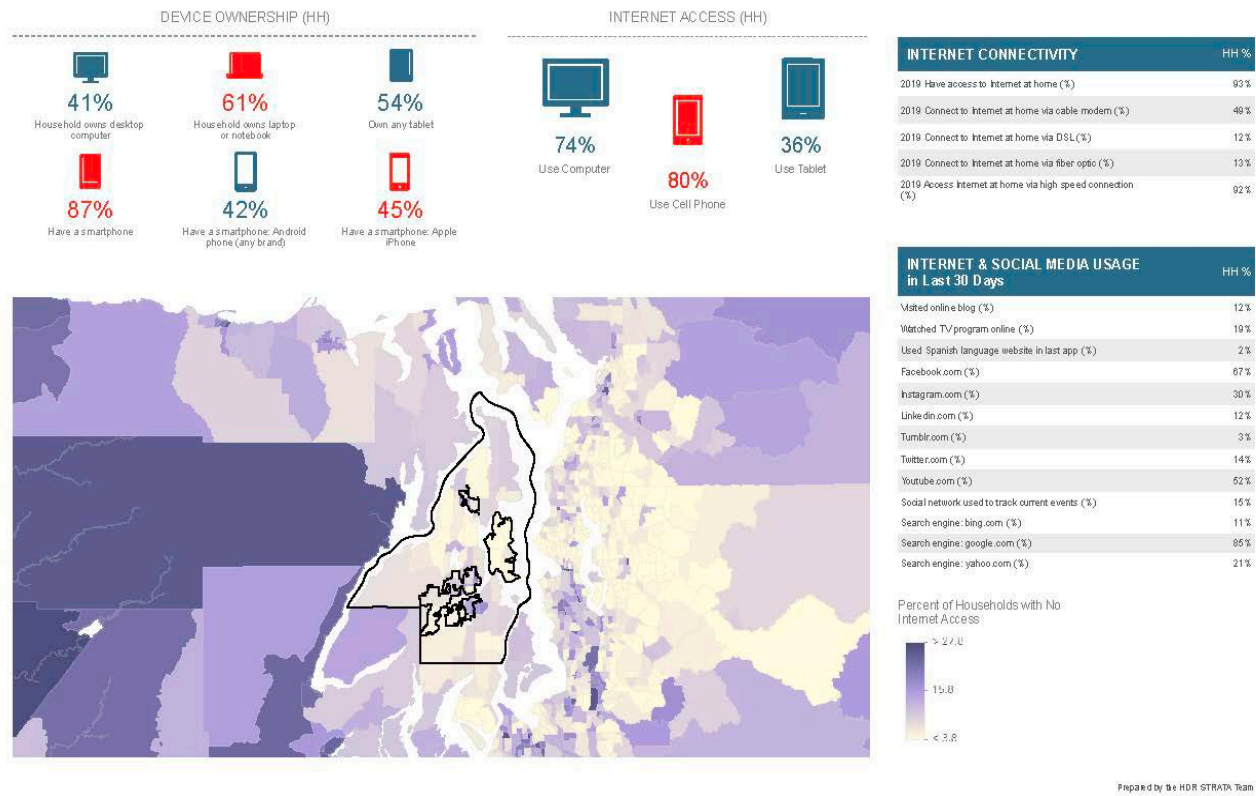 DEVICE OWNERSHIP (HH)
41%
Household owns desktop
computer
61%
Household owns laptop
or notebook
54%
Own any tablet
87%
Have a smartphone
42%
Have a smartphone: Android
phone (any brand)
45%
Have a smartphone: Apple
iPhone
INTERNET ACCESS (HH)
74%
Use Computer
80%
Use Cell Phone
36%
Use Tablet
INTERNET CONNECTIVITY HH %
2019 Have access to Internet at home (%) 93%
2019 Connect to Internet at home via cable modem (%) 49%
2019 Connect to Internet at home via DSL (%) 12%
2019 Connect to Internet at home via fiber optic (%) 13%
2019 Access Internet at home via high speed connection
(%) 92%
INTERNET & SOCIAL MEDIA USAGE
in Last 30 Days HH %
Visited online blog (%) 12%
Watched TV program online (%) 19%
Used Spanish language website in last app (%) 2%
Facebook.com (%) 67%
Instagram.com (%) 30%
Linkedin.com (%) 12%
Tumblr.com (%) 3%
Twitter.com (%) 14%
Youtube.com (%) 52%
Social network used to track current events (%) 15%
Search engine: bing.com (%) 11%
Search engine: google.com (%) 85%
Search engine: yahoo.com (%) 21%
Percent of Households with No
Internet Access
> 27.8
15.8
< 3.8
Prepared by the HDR STRATA Team